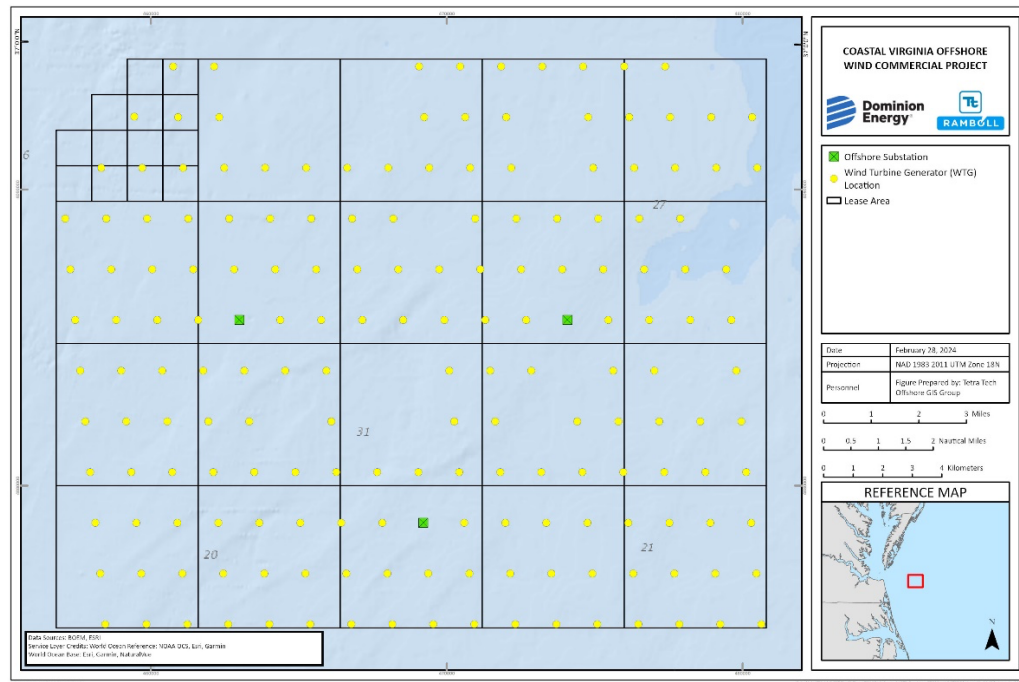 COASTAL VIRGINIA OFFSHORE
WIND COMMERCIAL PROJECT
Dominion
Energy®
Tt
RAMBOLL
Offshore Substation
Wind Turbine Generator (WTG)
Location
Lease Area
6
27
31
20
21
Date February 28, 2024
Projection NAD 1983 2011 UTM Zone 18N
Personnel Figure Prepared by: Tetra Tech
Offshore GIS Group
0 1 2 3 Miles
0 0.5 1 1.5 2 Nautical Miles
0 1 2 3 4 Kilometers
REFERENCE MAP
N
Data Sources: BOEM, ESRI
Service Layer Credits: World Ocean Reference: NOAA OCS, Esri, Garmin
World Ocean Base: Esri, Garmin, NaturalVue